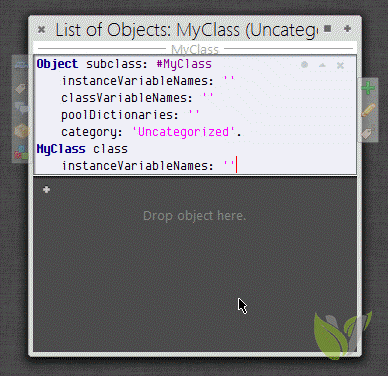 List of Objects: MyClass (Uncatego
MyClass
Object subclass: #MyClass
instanceVariableNames: ''
classVariableNames: ''
poolDictionaries: ''
category: 'Uncategorized'.
MyClass class
instanceVariableNames: ''
Drop object here.